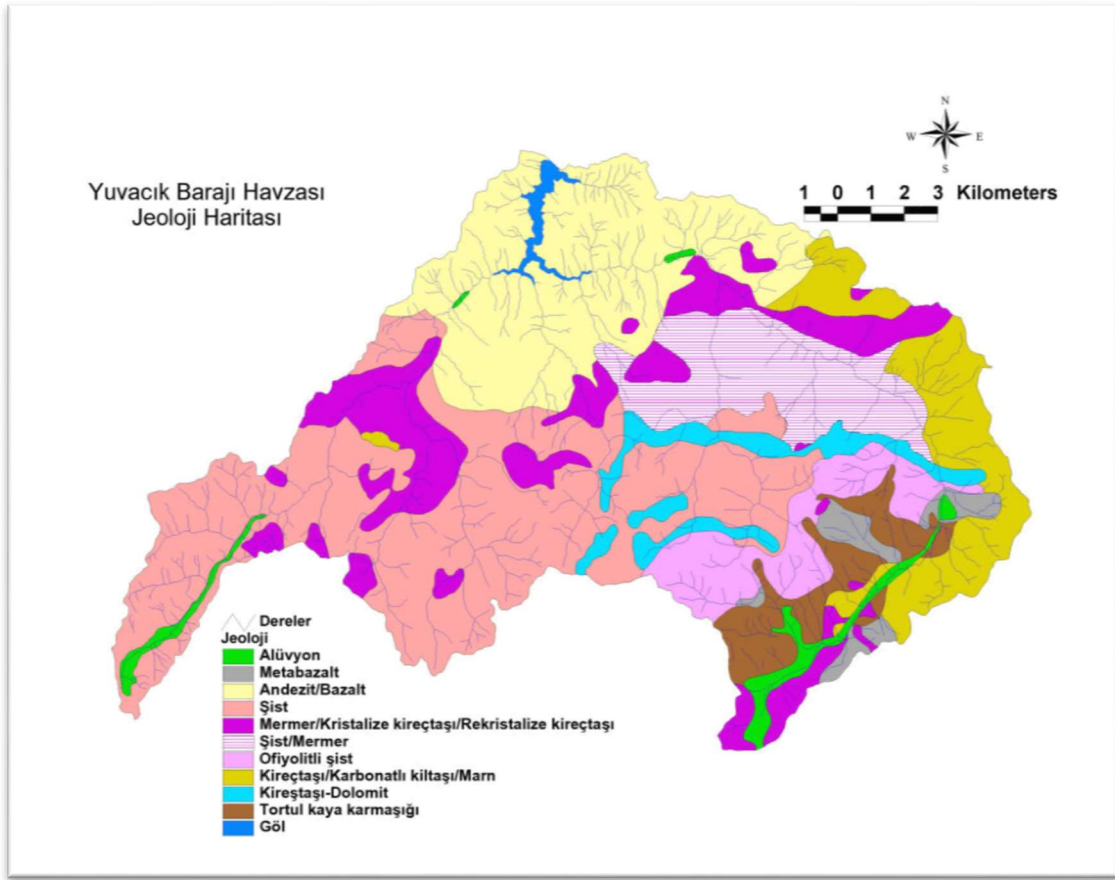 Yuvacık Barajı Havzası
Jeoloji Haritası
N
W E
S
1 0 1 2 3 Kilometers
Dereler
Jeoloji
Alüvyon
Metabazalt
Andezit/Bazalt
Şist
Mermer/Kristalize kireçtaşı/Rekristalize kireçtaşı
Şist/Mermer
Ofiyolitli şist
Kireçtaşı/Karbonatlı kiltaşı/Marn
Kireştaşı-Dolomit
Tortul kaya karmaşığı
Göl